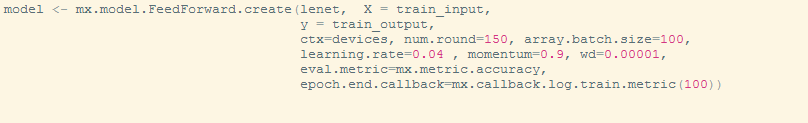 model <- mx.model.FeedForward.create(lenet,  X = train_input,
                                     y = train_output,
                                     ctx=devices, num.round=150, array.batch.size=100,
                                     learning.rate=0.04 , momentum=0.9, wd=0.00001,
                                     eval.metric=mx.metric.accuracy,
                                     epoch.end.callback=mx.callback.log.train.metric(100))